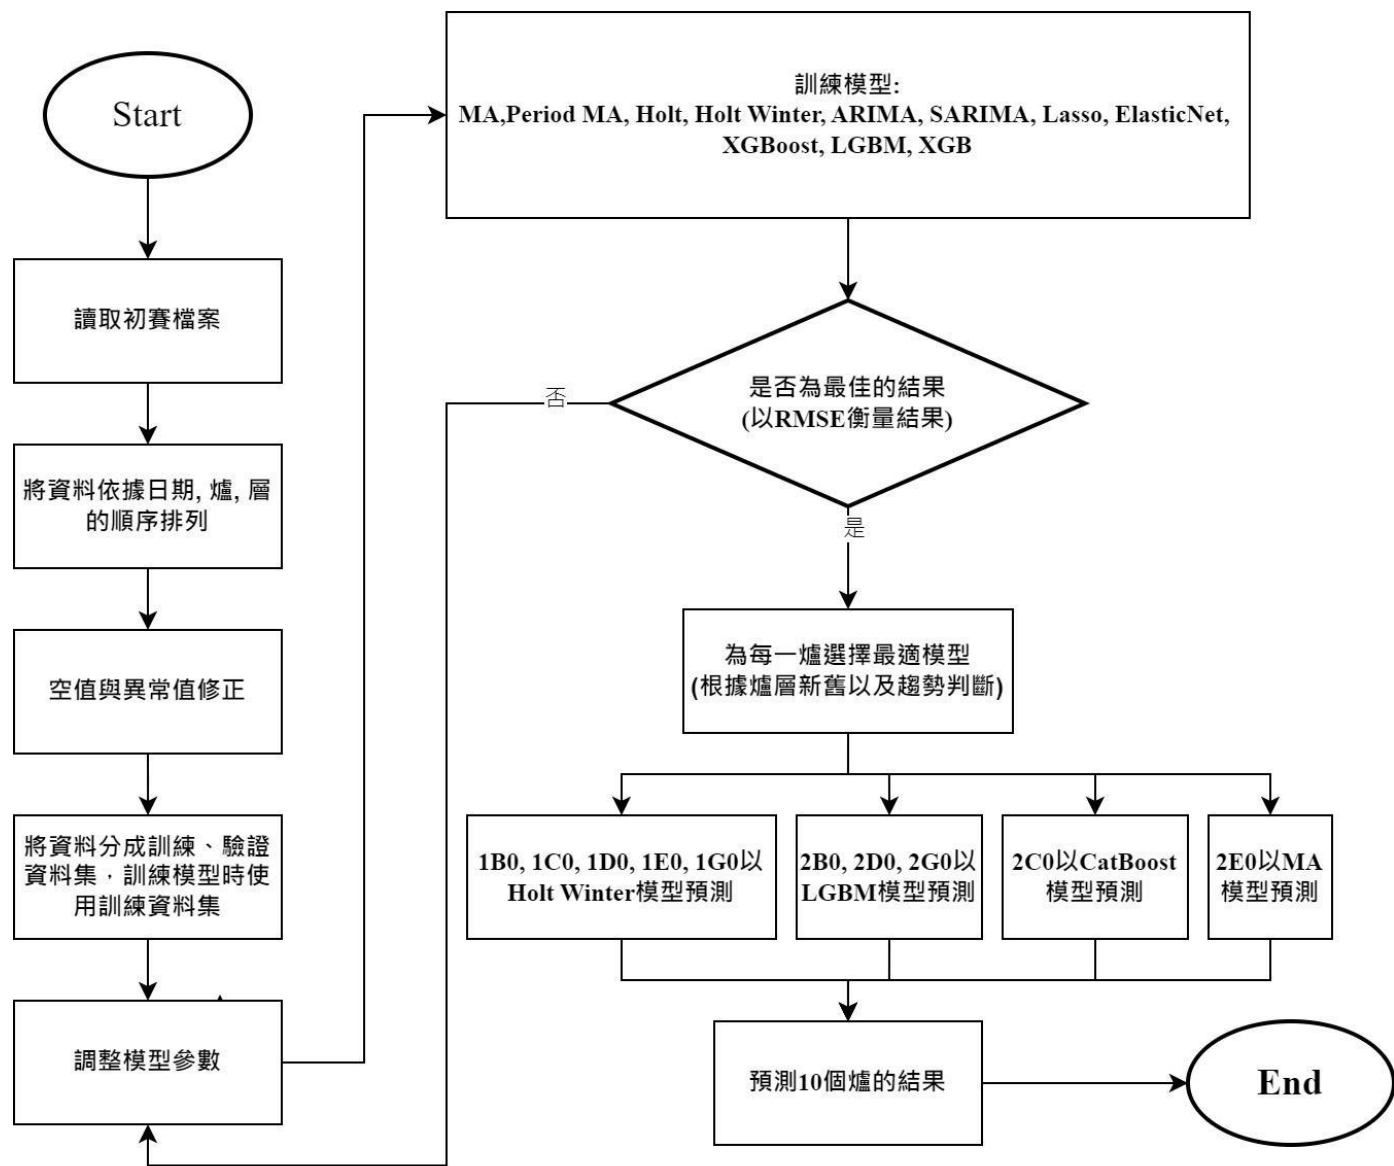 Start
讀取初賽檔案
將資料依據日期, 爐, 層
的順序排列
空值與異常值修正
將資料分成訓練、驗證
資料集，訓練模型時使
用訓練資料集
調整模型參數
訓練模型:
MA,Period MA, Holt, Holt Winter, ARIMA, SARIMA, Lasso, ElasticNet,
XGBoost, LGBM, XGB
是否為最佳的結果
(以RMSE衡量結果)
否
是
為每一爐選擇最適模型
(根據爐層新舊以及趨勢判斷)
1B0, 1C0, 1D0, 1E0, 1G0以
Holt Winter模型預測
2B0, 2D0, 2G0以
LGBM模型預測
2C0以CatBoost
模型預測
2E0以MA
模型預測
預測10個爐的結果
End